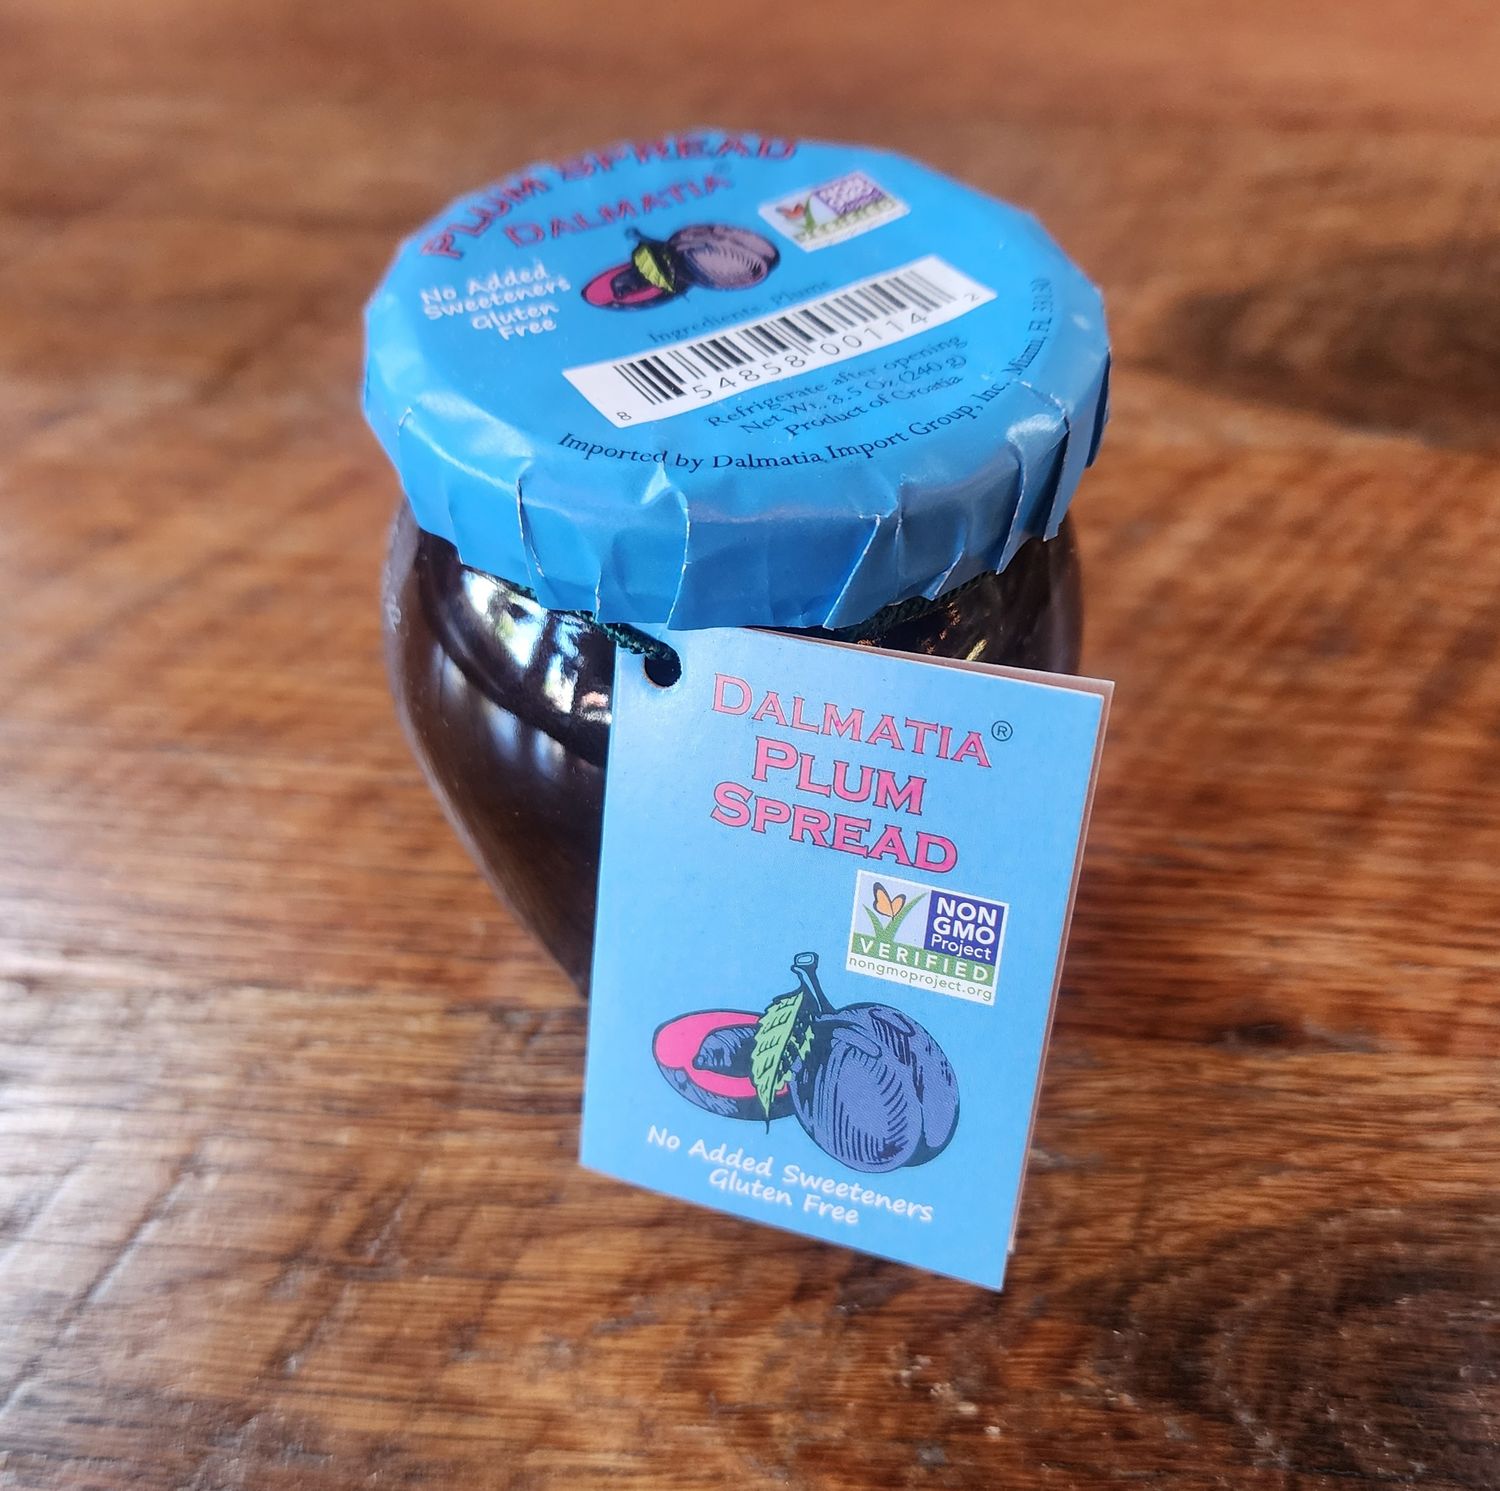 PLUM SPREAD
DALMATIA
No Added
Sweeteners
Gluten
Free
Ingredients: Plums
8 54858 00114 2
Refrigerate after opening
Net Wt. 8.5 Oz (240 g)
Product of Croatia
Imported by Dalmatia Import Group, Inc. Miami, FL 33130
DALMATIA®
PLUM
SPREAD
NON
GMO
Project
VERIFIED
nongmoproject.org
No Added Sweeteners
Gluten Free